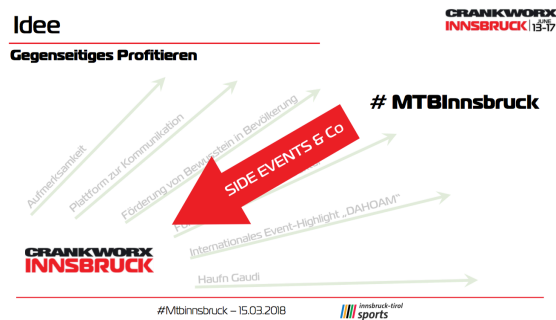 Idee
CRANKWORX
INNSBRUCK JUNE 13-17
Gegenseitiges Profitieren
# MTBInnsbruck
Aufmerksamkeit
Plattform zur Kommunikation
Förderung von Bewusstein in Bevölkerung
SIDE EVENTS & Co
Internationales Event-Highlight „DAHOAM“
Haufn Gaudi
CRANKWORX
INNSBRUCK
#Mtbinnsbruck – 15.03.2018
innsbruck-tirol
sports